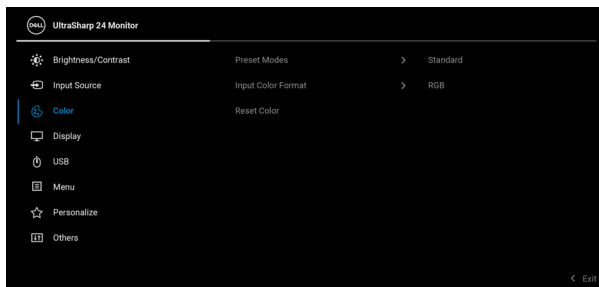 DELL UltraSharp 24 Monitor
Brightness/Contrast
Preset Modes > Standard
Input Source
Input Color Format > RGB
Color
Reset Color
Display
USB
Menu
Personalize
Others
< Exit